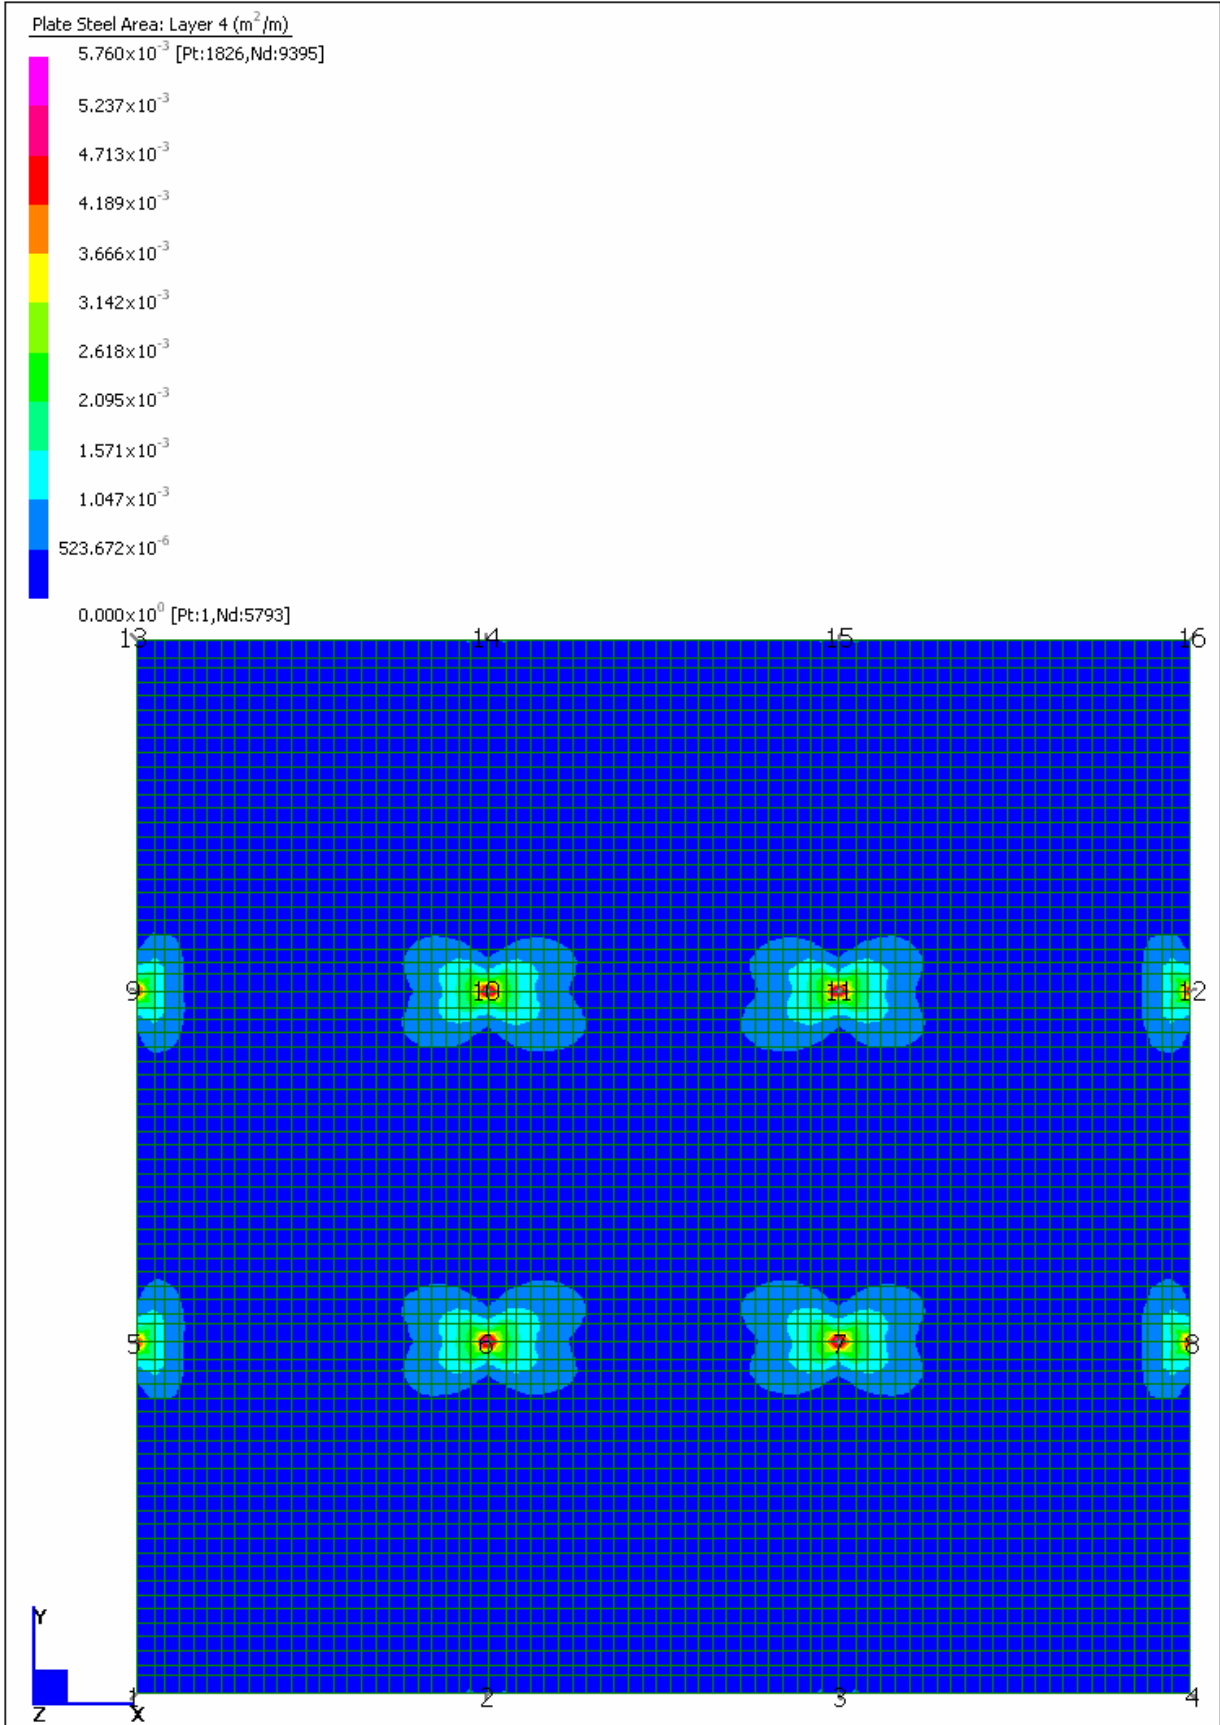 Plate Steel Area: Layer 4 (m²/m)
5.760x10⁻³ [Pt:1826,Nd:9395]
5.237x10⁻³
4.713x10⁻³
4.189x10⁻³
3.666x10⁻³
3.142x10⁻³
2.618x10⁻³
2.095x10⁻³
1.571x10⁻³
1.047x10⁻³
523.672x10⁻⁶
0.000x10⁰ [Pt:1,Nd:5793]
13 14 15 16
9 10 11 12
5 6 7 8
Y
1 2 3 4
Z X